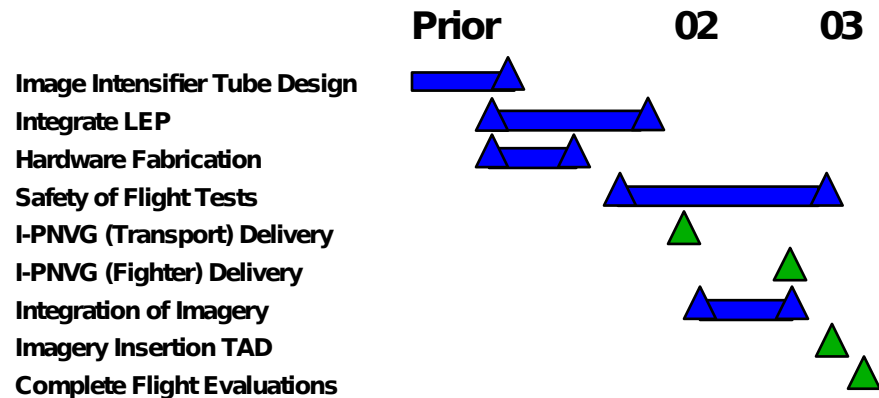 Prior 02 03
Image Intensifier Tube Design
Integrate LEP
Hardware Fabrication
Safety of Flight Tests
I-PNVG (Transport) Delivery
I-PNVG (Fighter) Delivery
Integration of Imagery
Imagery Insertion TAD
Complete Flight Evaluations